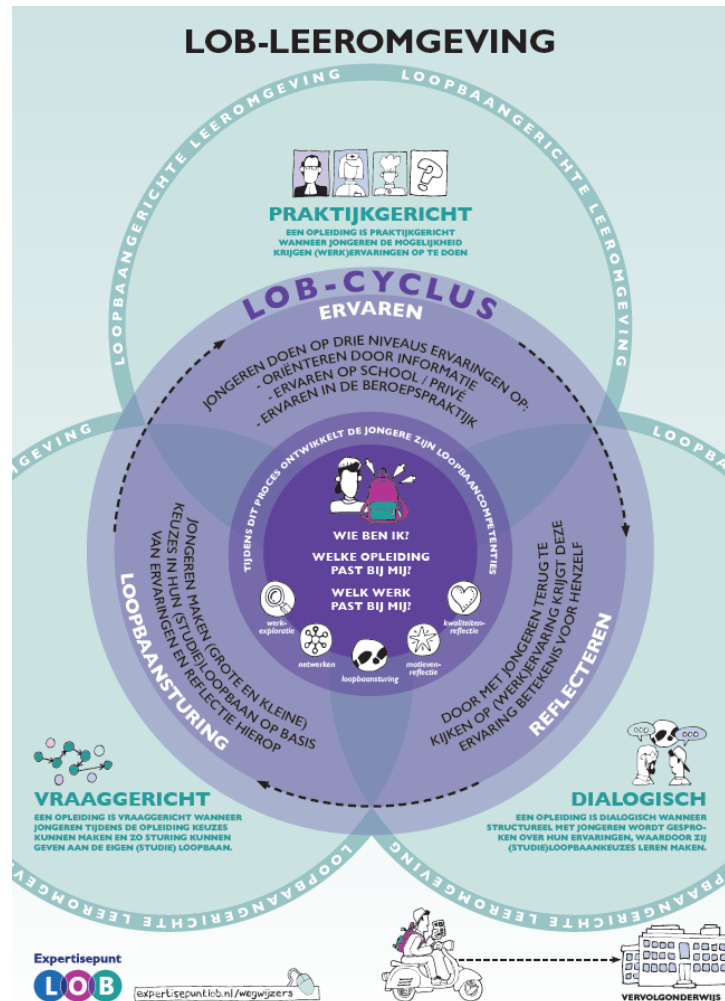 LOB-LEEROMGEVING
LOOPBAANGERICHTE LEEROMGEVING
LOOPBAANGERICHTE LEEROMGEVING
PRAKTIJKGERICHT
EEN OPLEIDING IS PRAKTIJKGERICHT
WANNEER JONGEREN DE MOGELIJKHEID
KRIJGEN (WERK)ERVARINGEN OP TE DOEN
LOB-CYCLUS
ERVAREN
JONGEREN DOEN OP DRIE NIVEAUS ERVARINGEN OP:
- ORIËNTEREN DOOR INFORMATIE
- ERVAREN OP SCHOOL / PRIVÉ
- ERVAREN IN DE BEROEPSPRAKTIJK
TIJDENS DIT PROCES ONTWIKKELT DE JONGERE ZIJN LOOPBAANCOMPETENTIES
WIE BEN IK?
WELKE OPLEIDING
PAST BIJ MIJ?
WELK WERK
PAST BIJ MIJ?
werk-
exploratie
netwerken
loopbaansturing
motieven-
reflectie
kwaliteiten-
reflectie
REFLECTEREN
DOOR MET JONGEREN TERUG TE
KIJKEN OP (WERK)ERVARING KRIJGT DEZE
ERVARING BETEKENIS VOOR HENZELF
LOOPBAANSTURING
JONGEREN MAKEN (GROTE EN KLEINE)
KEUZES IN HUN (STUDIE)LOOPBAAN OP BASIS
VAN ERVARINGEN EN REFLECTIE HIEROP
OMGEVING
LOOPBA
VRAAGGERICHT
EEN OPLEIDING IS VRAAGGERICHT WANNEER
JONGEREN TIJDENS DE OPLEIDING KEUZES
KUNNEN MAKEN EN ZO STURING KUNNEN
GEVEN AAN DE EIGEN (STUDIE) LOOPBAAN.
LOOPBAANGERICHTE LEEROMGEV
DIALOGISCH
EEN OPLEIDING IS DIALOGISCH WANNEER
STRUCTUREEL MET JONGEREN WORDT GESPRO-
KEN OVER HUN ERVARINGEN, WAARDOOR ZIJ
(STUDIE)LOOPBAANKEUZES LEREN MAKEN.
PBAANGERICHTE LEEROMGEVING
Expertisepunt
LOB
expertisepuntlob.nl/wegwijzers
VERVOLGONDERWIJS